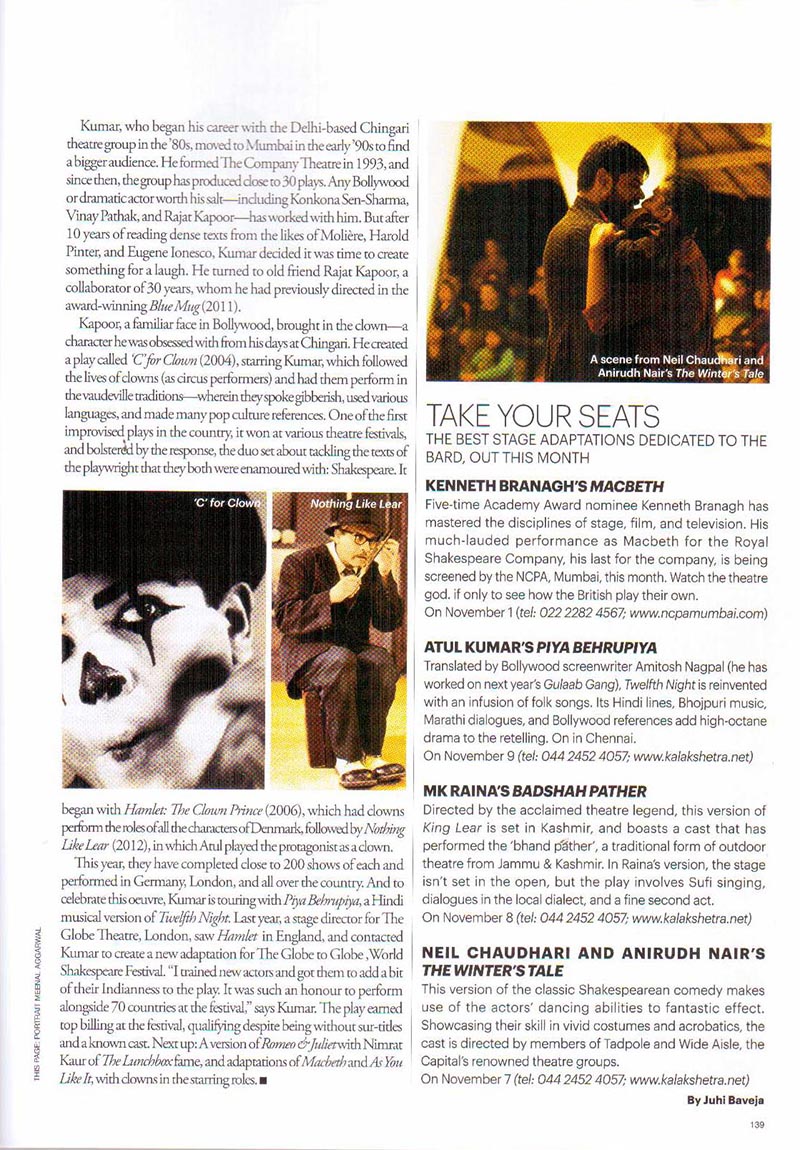 Kumar, who began his career with the Delhi-based Chingari
theatre group in the '80s, moved to Mumbai in the early '90s to find
a bigger audience. He formed The Company Theatre in 1993, and
since then, the group has produced close to 30 plays. Any Bollywood
or dramatic actor worth his salt—including Konkona Sen-Sharma,
Vinay Pathak, and Rajat Kapoor—has worked with him. But after
10 years of reading dense texts from the likes of Molière, Harold
Pinter, and Eugene Ionesco, Kumar decided it was time to create
something for a laugh. He turned to old friend Rajat Kapoor, a
collaborator of 30 years, whom he had previously directed in the
award-winning Blue Mug (2011).
Kapoor, a familiar face in Bollywood, brought in the clown—a
character he was obsessed with from his days at Chingari. He created
a play called 'C' for Clown (2004), starring Kumar, which followed
the lives of clowns (as circus performers) and had them perform in
the vaudeville traditions—wherein they spoke gibberish, used various
languages, and made many pop culture references. One of the first
improvised plays in the country, it won at various theatre festivals,
and bolstered by the response, the duo set about tackling the texts of
the playwright that they both were enamoured with: Shakespeare. It
'C' for Clown
Nothing Like Lear
began with Hamlet: The Clown Prince (2006), which had clowns
perform the roles of all the characters of Denmark, followed by Nothing
Like Lear (2012), in which Atul played the protagonist as a clown.
This year, they have completed close to 200 shows of each and
performed in Germany, London, and all over the country. And to
celebrate this oeuvre, Kumar is touring with Piya Behrupiya, a Hindi
musical version of Twelfth Night. Last year, a stage director for The
Globe Theatre, London, saw Hamlet in England, and contacted
Kumar to create a new adaptation for The Globe to Globe, World
Shakespeare Festival. "I trained new actors and got them to add a bit
of their Indianness to the play. It was such an honour to perform
alongside 70 countries at the festival," says Kumar. The play earned
top billing at the festival, qualifying despite being without sur-titles
and a known cast. Next up: A version of Romeo & Juliet with Nimrat
Kaur of The Lunchbox fame, and adaptations of Macbeth and As You
Like It, with clowns in the starring roles. ■
THIS PAGE: PORTRAIT MEENAL AGGARWAL
A scene from Neil Chaudhari and
Anirudh Nair's The Winter's Tale
TAKE YOUR SEATS
THE BEST STAGE ADAPTATIONS DEDICATED TO THE
BARD, OUT THIS MONTH
KENNETH BRANAGH'S MACBETH
Five-time Academy Award nominee Kenneth Branagh has
mastered the disciplines of stage, film, and television. His
much-lauded performance as Macbeth for the Royal
Shakespeare Company, his last for the company, is being
screened by the NCPA, Mumbai, this month. Watch the theatre
god. if only to see how the British play their own.
On November 1 (tel: 022 2282 4567; www.ncpamumbai.com)
ATUL KUMAR'S PIYA BEHRUPIYA
Translated by Bollywood screenwriter Amitosh Nagpal (he has
worked on next year's Gulaab Gang), Twelfth Night is reinvented
with an infusion of folk songs. Its Hindi lines, Bhojpuri music,
Marathi dialogues, and Bollywood references add high-octane
drama to the retelling. On in Chennai.
On November 9 (tel: 044 2452 4057; www.kalakshetra.net)
MK RAINA'S BADSHAH PATHER
Directed by the acclaimed theatre legend, this version of
King Lear is set in Kashmir, and boasts a cast that has
performed the 'bhand päther', a traditional form of outdoor
theatre from Jammu & Kashmir. In Raina's version, the stage
isn't set in the open, but the play involves Sufi singing,
dialogues in the local dialect, and a fine second act.
On November 8 (tel: 044 2452 4057; www.kalakshetra.net)
NEIL CHAUDHARI AND ANIRUDH NAIR'S
THE WINTER'S TALE
This version of the classic Shakespearean comedy makes
use of the actors' dancing abilities to fantastic effect.
Showcasing their skill in vivid costumes and acrobatics, the
cast is directed by members of Tadpole and Wide Aisle, the
Capital's renowned theatre groups.
On November 7 (tel: 044 2452 4057; www.kalakshetra.net)
By Juhi Baveja
139